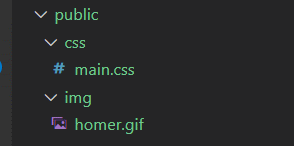 public
css
# main.css
img
homer.gif